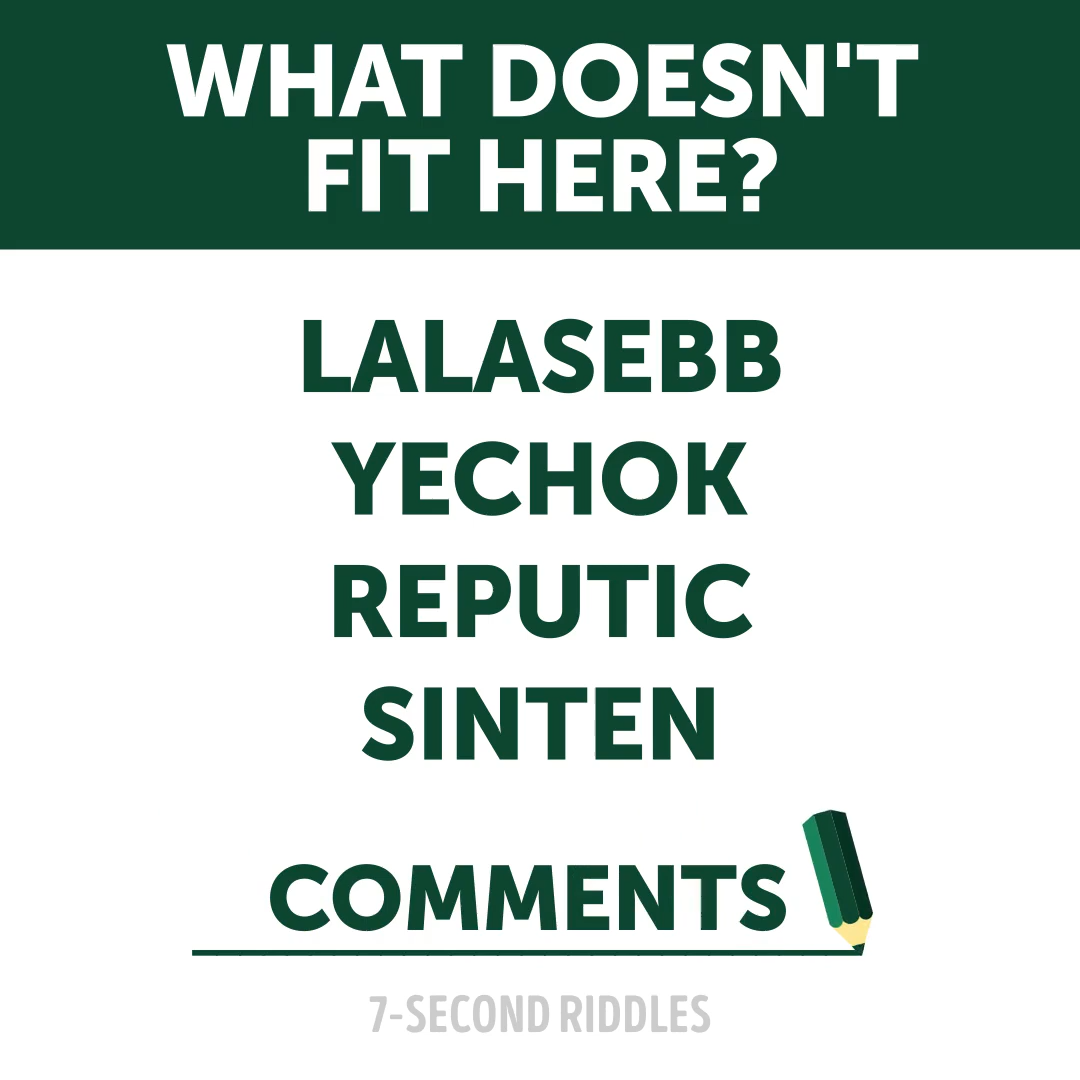 WHAT DOESN'T
FIT HERE?
LALASEBB
YECHOK
REPUTIC
SINTEN
COMMENTS
7-SECOND RIDDLES